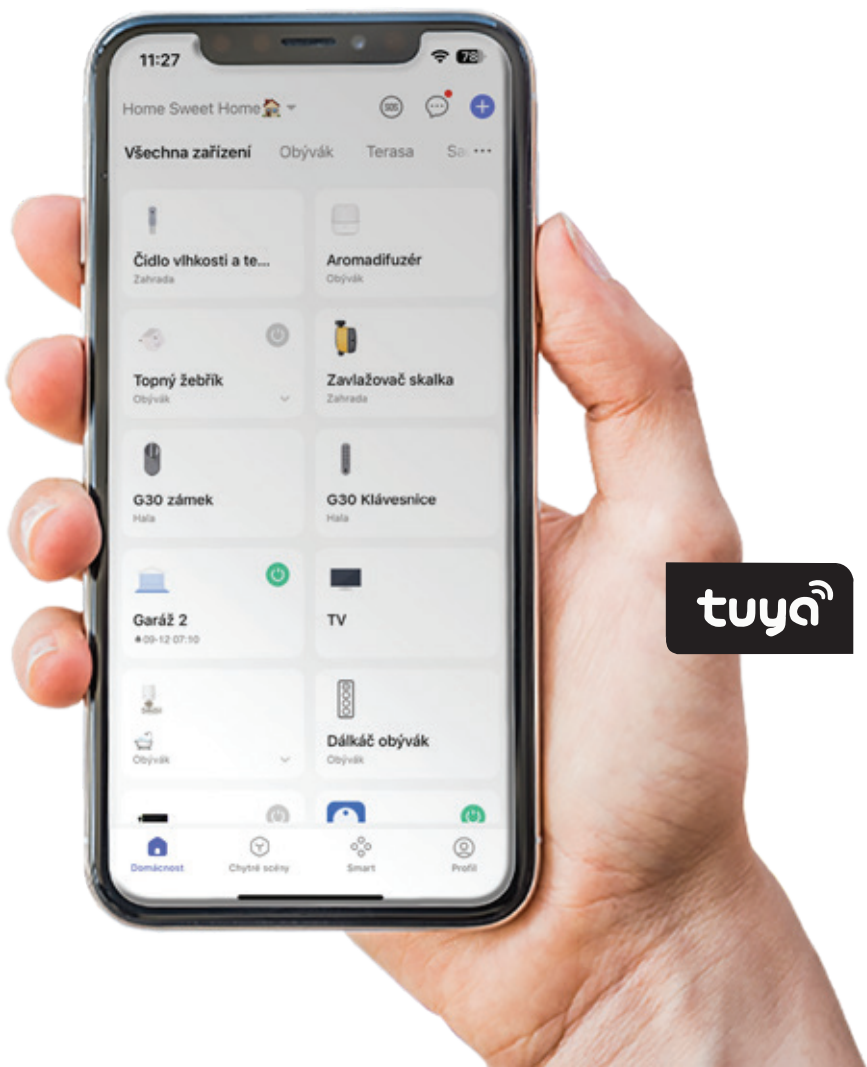 11:27
78
Home Sweet Home
SOS
Všechna zařízení Obývák Terasa
Čidlo vlhkosti a te...
Zahrada
Aromadifuzér
Obývák
Topný žebřík
Obývák
Zavlažovač skalka
Zahrada
G30 zámek
Hala
G30 Klávesnice
Hala
Garáž 2
09-12 07:10
TV
Obývák
Dálkáč obývák
Obývák
Domácnost
Chytré scény
Smart
Profil
tuya